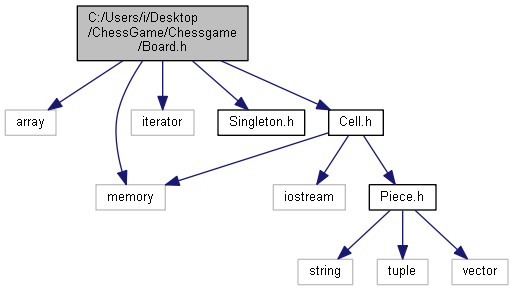 C:/Users/i/Desktop
/ChessGame/Chessgame
/Board.h
array
iterator
Singleton.h
Cell.h
memory
iostream
Piece.h
string
tuple
vector